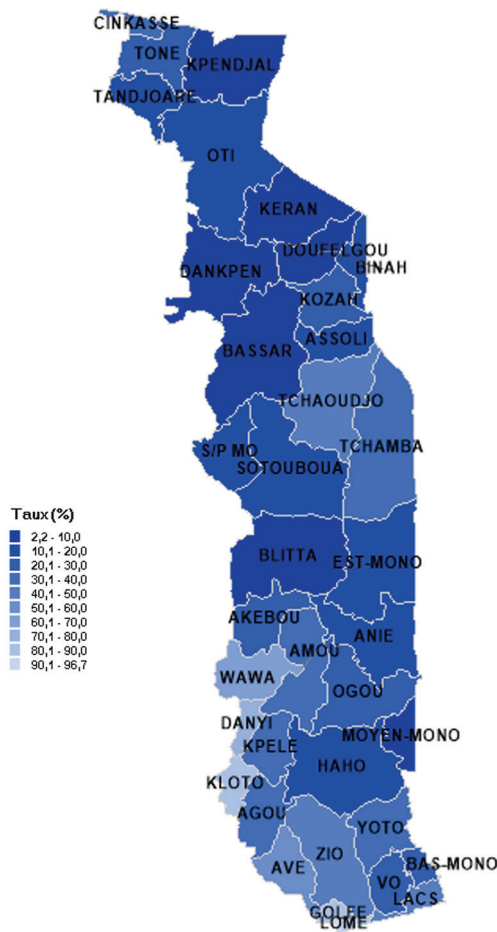 CINKASSE
TONE
KPENDJAL
TANDJOARE
OTI
KERAN
DOUFELGOU
BINAH
DANKPEN
KOZAH
ASSOLI
BASSAR
TCHAOUDJO
TCHAMBA
S/P MO
SOTOUBOUA
BLITTA
EST-MONO
AKEBOU
ANIE
AMOU
WAWA
OGOU
DANYI
MOYEN-MONO
KPELE
HAHO
KLOTO
AGOU
YOTO
ZIO
BAS-MONO
AVE
VO
LACS
GOLFE
LOME
Taux (%)
2,2 - 10,0
10,1 - 20,0
20,1 - 30,0
30,1 - 40,0
40,1 - 50,0
50,1 - 60,0
60,1 - 70,0
70,1 - 80,0
80,1 - 90,0
90,1 - 96,7